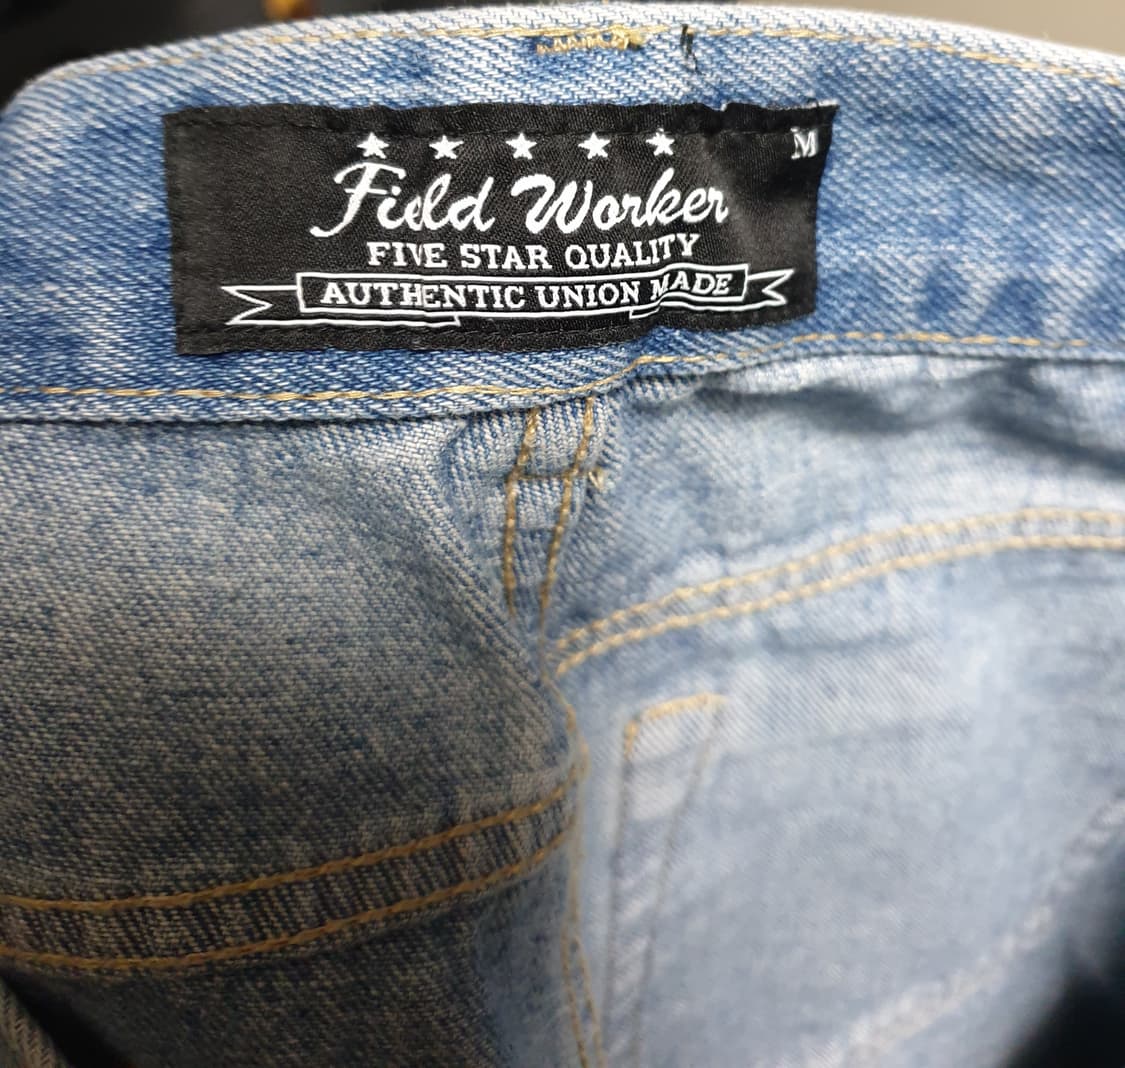 M
Field Worker
FIVE STAR QUALITY
AUTHENTIC UNION MADE